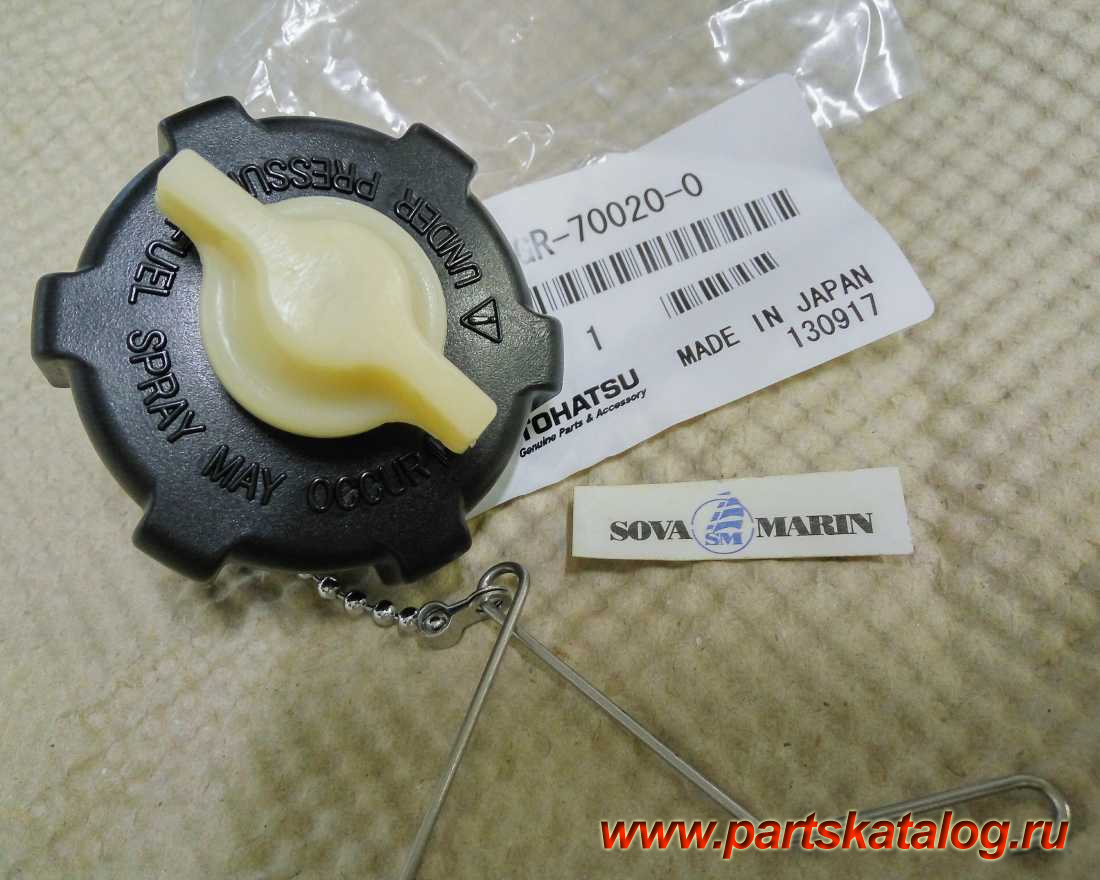 ⚠ UNDER PRESSU
FUEL SPRAY MAY OCCUR
GR-70020-0
1
MADE IN JAPAN
130917
TOHATSU
Genuine Parts & Accessory
SOVA SM MARIN
www.partskatalog.ru